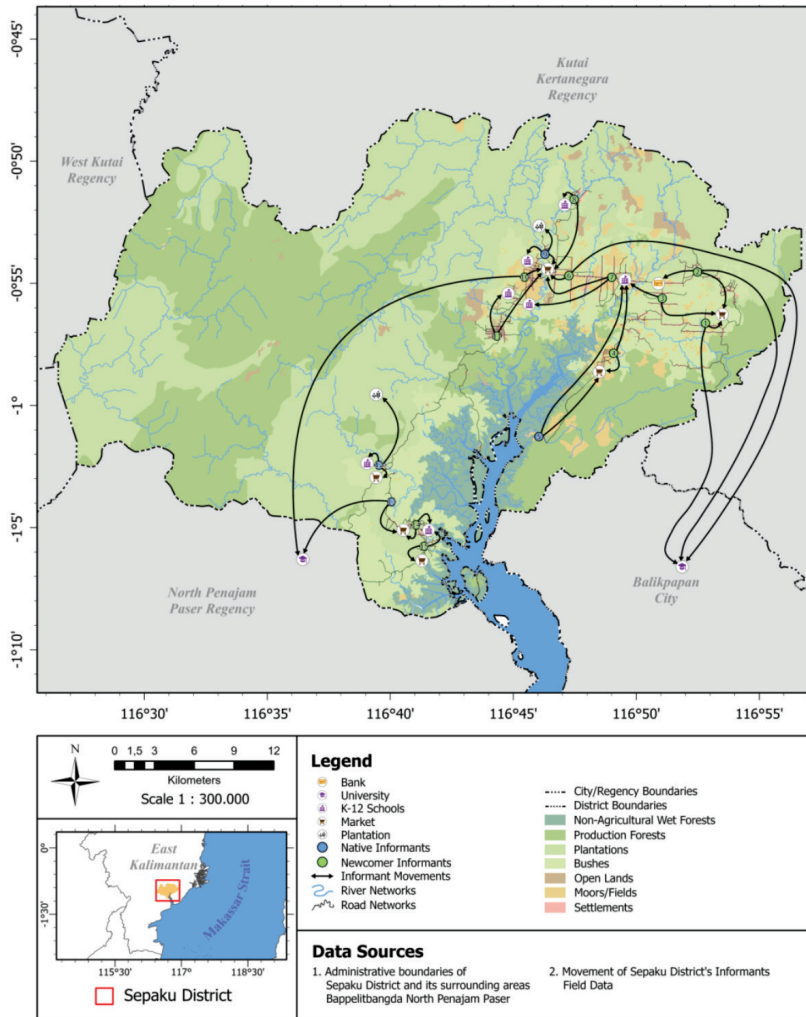 -0°45'
-0°50'
-0°55'
-1°
-1°5'
-1°10'
Kutai
Kertanegara
Regency
West Kutai
Regency
North Penajam
Paser Regency
Balikpapan
City
116°30'
116°35'
116°40'
116°45'
116°50'
116°55'
N
0 1,5 3 6 9 12
Kilometers
Scale 1 : 300.000
East
Kalimantan
Makassar Strait
0°
-1°30'
115°30'
117°
118°30'
Sepaku District
Legend
Bank
University
K-12 Schools
Market
Plantation
Native Informants
Newcomer Informants
Informant Movements
River Networks
Road Networks
City/Regency Boundaries
District Boundaries
Non-Agricultural Wet Forests
Production Forests
Plantations
Bushes
Open Lands
Moors/Fields
Settlements
Data Sources
1. Administrative boundaries of
Sepaku District and its surrounding areas
Bappelitbangda North Penajam Paser
2. Movement of Sepaku District's Informants
Field Data